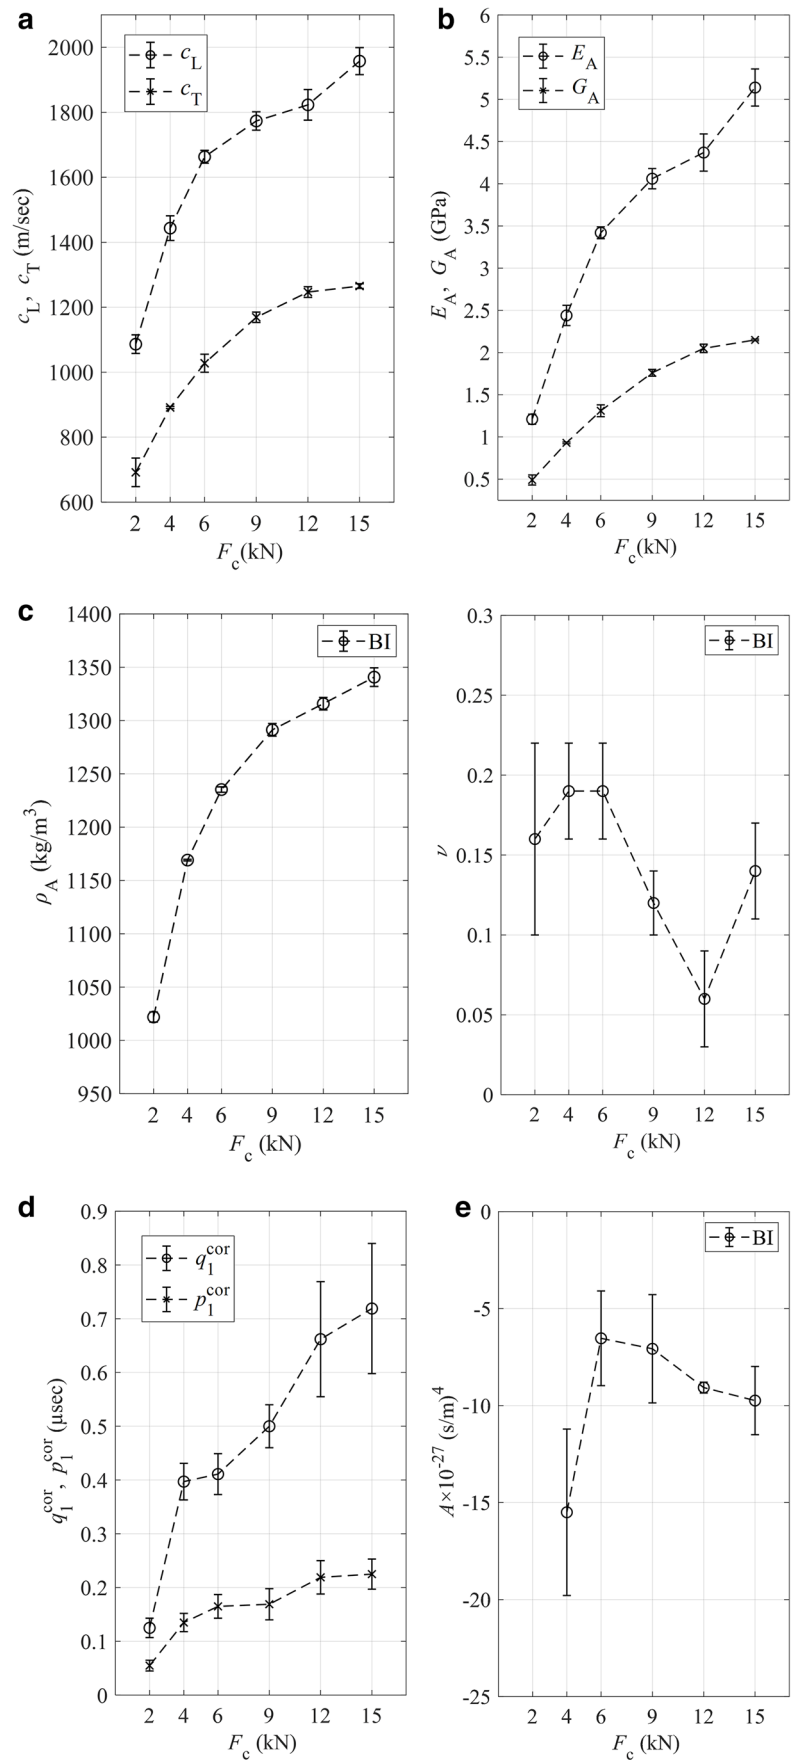 a
2000
1800
1600
1400
1200
1000
800
600
c_L
c_T
c_L, c_T (m/sec)
2 4 6 9 12 15
F_c(kN)
b
6
5.5
5
4.5
4
3.5
3
2.5
2
1.5
1
0.5
E_A
G_A
E_A, G_A (GPa)
2 4 6 9 12 15
F_c(kN)
c
1400
1350
1300
1250
1200
1150
1100
1050
1000
950
BI
ρ_A (kg/m³)
2 4 6 9 12 15
F_c (kN)
0.3
0.25
0.2
0.15
0.1
0.05
0
BI
ν
2 4 6 9 12 15
F_c (kN)
d
0.9
0.8
0.7
0.6
0.5
0.4
0.3
0.2
0.1
0
q_1^cor
p_1^cor
q_1^cor, p_1^cor (μsec)
2 4 6 9 12 15
F_c (kN)
e
0
-5
-10
-15
-20
-25
BI
A×10^-27 (s/m)^4
2 4 6 9 12 15
F_c (kN)